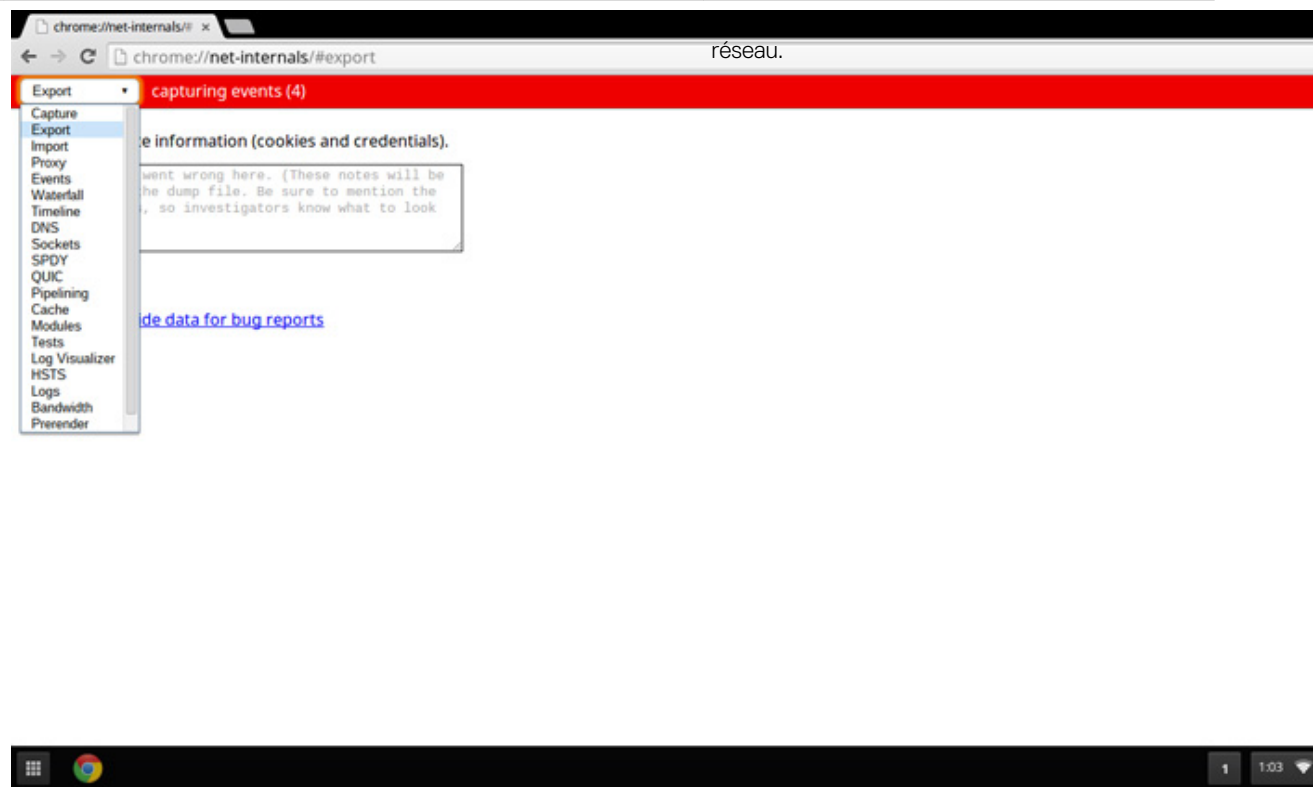 chrome://net-internals/#
chrome://net-internals/#export
réseau.
Export
capturing events (4)
Capture
Export
Import
Proxy
Events
Waterfall
Timeline
DNS
Sockets
SPDY
QUIC
Pipelining
Cache
Modules
Tests
Log Visualizer
HSTS
Logs
Bandwidth
Prerender
information (cookies and credentials).
went wrong here. (These notes will be
the dump file. Be sure to mention the
, so investigators know what to look
data for bug reports
1
1:03